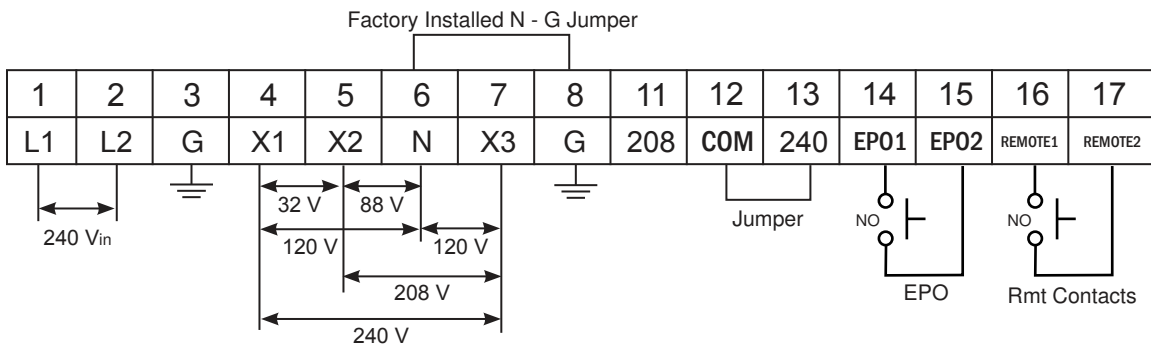 Factory Installed N - G Jumper
1 2 3 4 5 6 7 8 11 12 13 14 15 16 17
L1 L2 G X1 X2 N X3 G 208 COM 240 EPO1 EPO2 REMOTE1 REMOTE2
32 V 88 V
240 Vin
120 V 120 V
Jumper
NO NO
208 V
EPO
Rmt Contacts
240 V